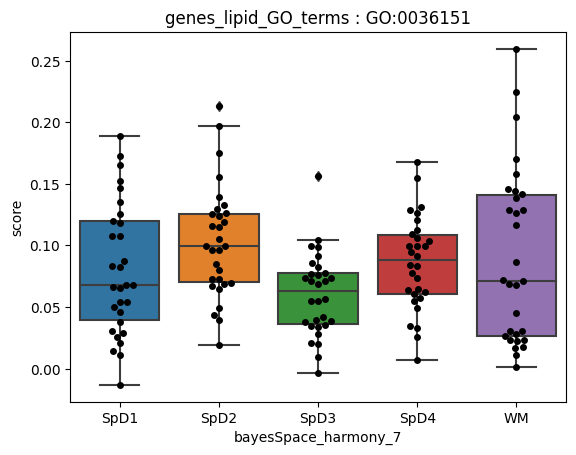 genes_lipid_GO_terms : GO:0036151
0.25
0.20
0.15
0.10
0.05
0.00
score
SpD1 SpD2 SpD3 SpD4 WM
bayesSpace_harmony_7